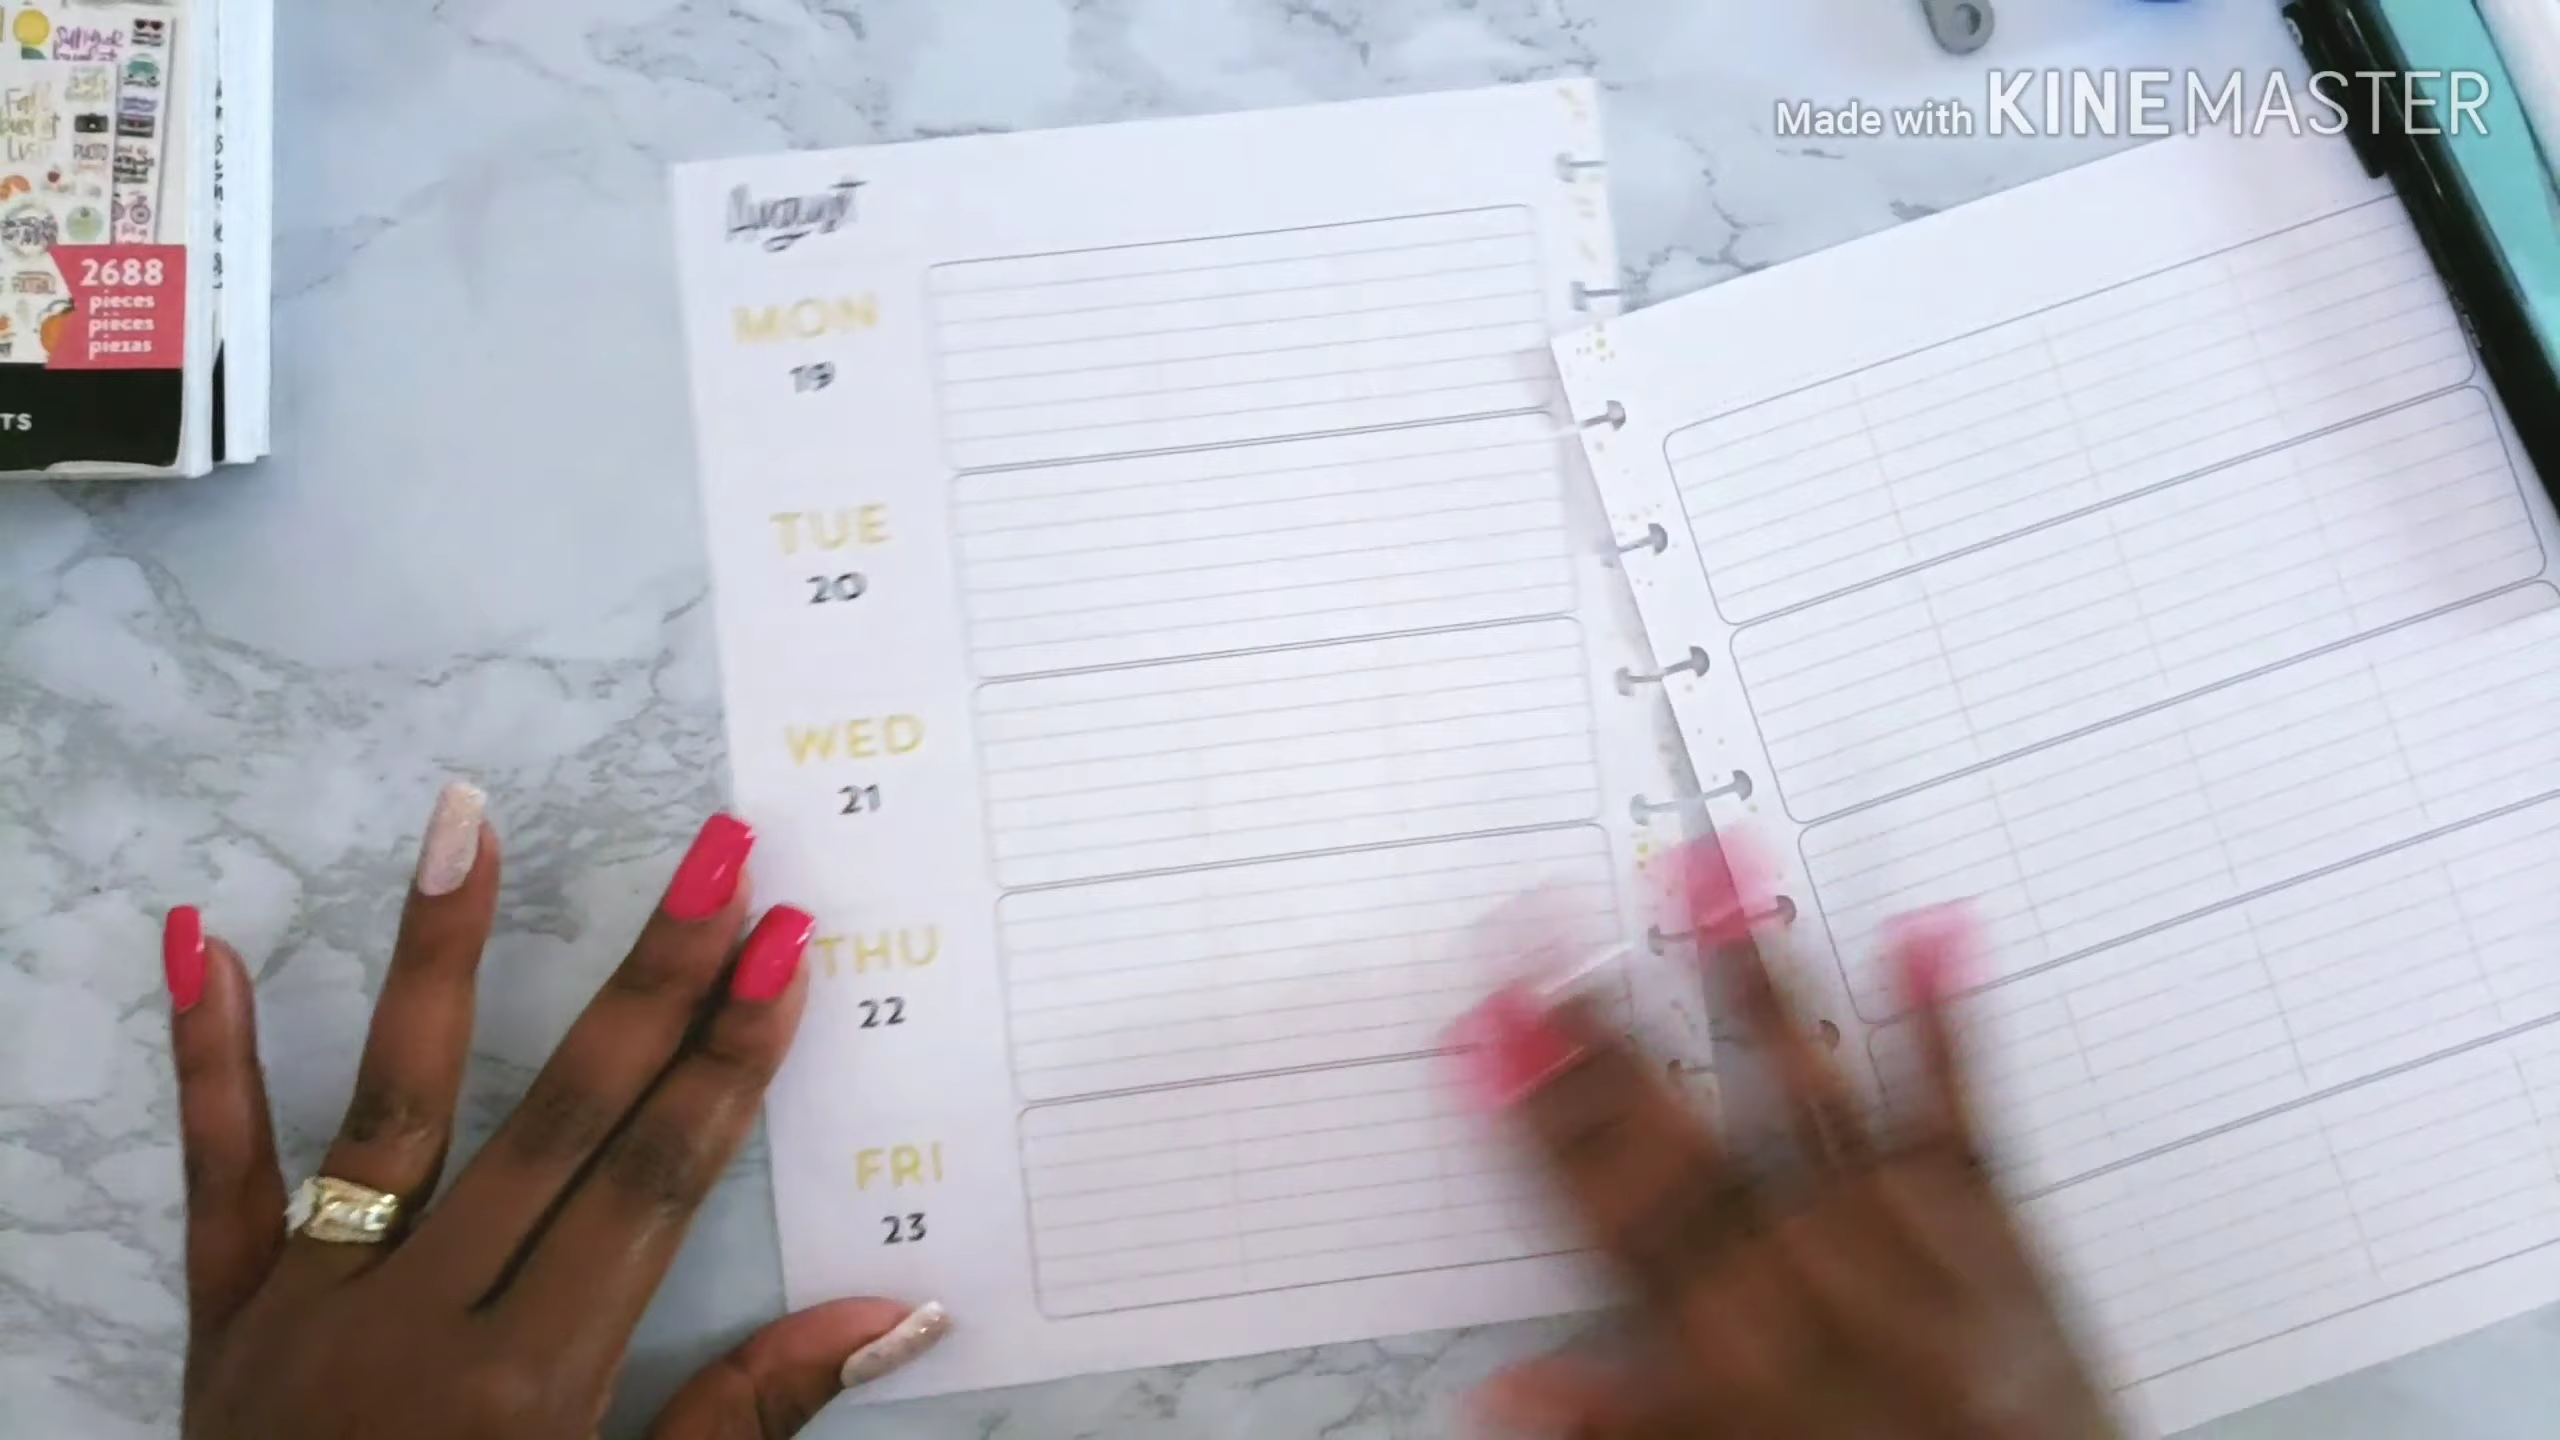 Made with KINEMASTER
Fall
2688
pieces
pièces
piezas
TS
August
MON
19
TUE
20
WED
21
THU
22
FRI
23